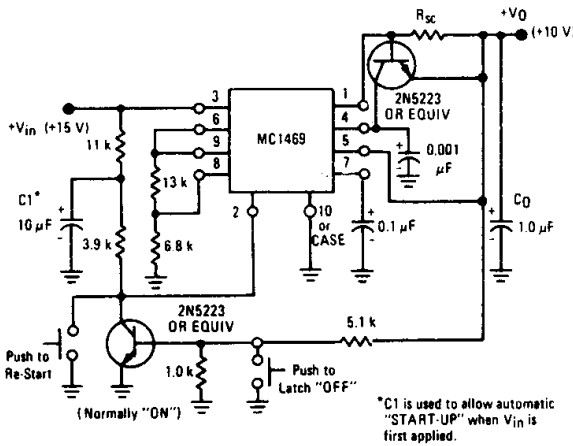 RSC
+VO
(+10 V)
3
1
2N5223
OR EQUIV
+Vin (+15 V)
6
4
MC1469
11 k
9
5
0.001
µF
8
7
C1*
10 µF
13 k
2
10
or
CASE
0.1 µF
CO
1.0 µF
3.9 k
6.8 k
2N5223
OR EQUIV
5.1 k
Push to
Re-Start
1.0 k
Push to
Latch "OFF"
(Normally "ON")
*C1 is used to allow automatic
"START-UP" when Vin is
first applied.